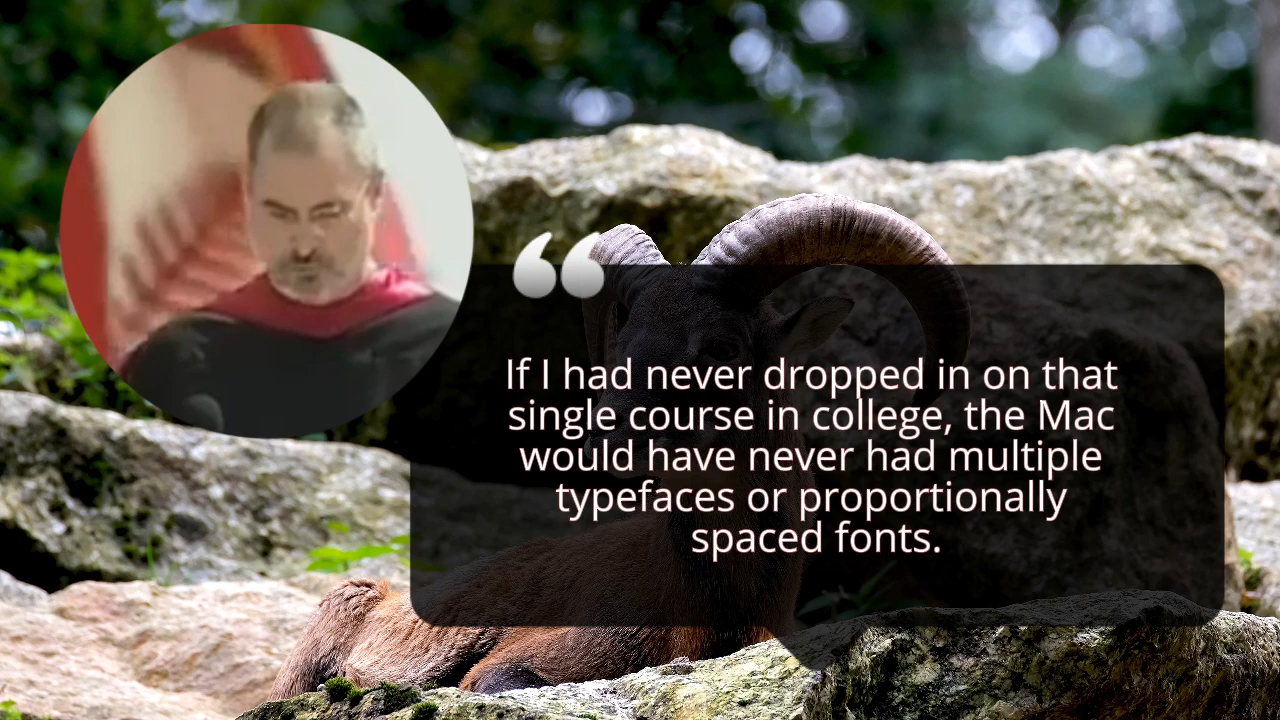 If I had never dropped in on that
single course in college, the Mac
would have never had multiple
typefaces or proportionally
spaced fonts.